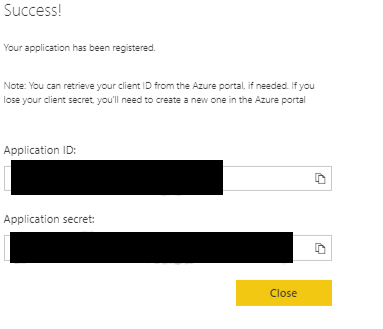 Success!
Your application has been registered.
Note: You can retrieve your client ID from the Azure portal, if needed. If you
lose your client secret, you'll need to create a new one in the Azure portal
Application ID:
Application secret:
Close